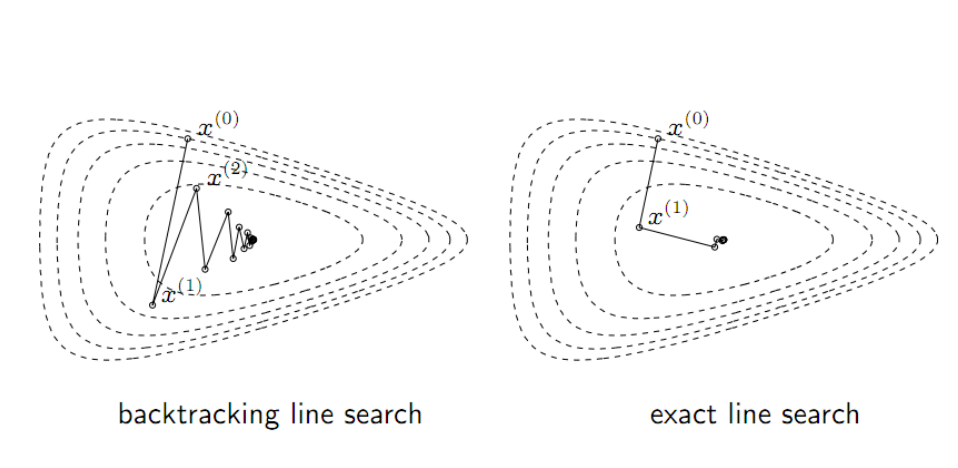 x^(0)
x^(2)
x^(1)
x^(0)
x^(1)
backtracking line search
exact line search